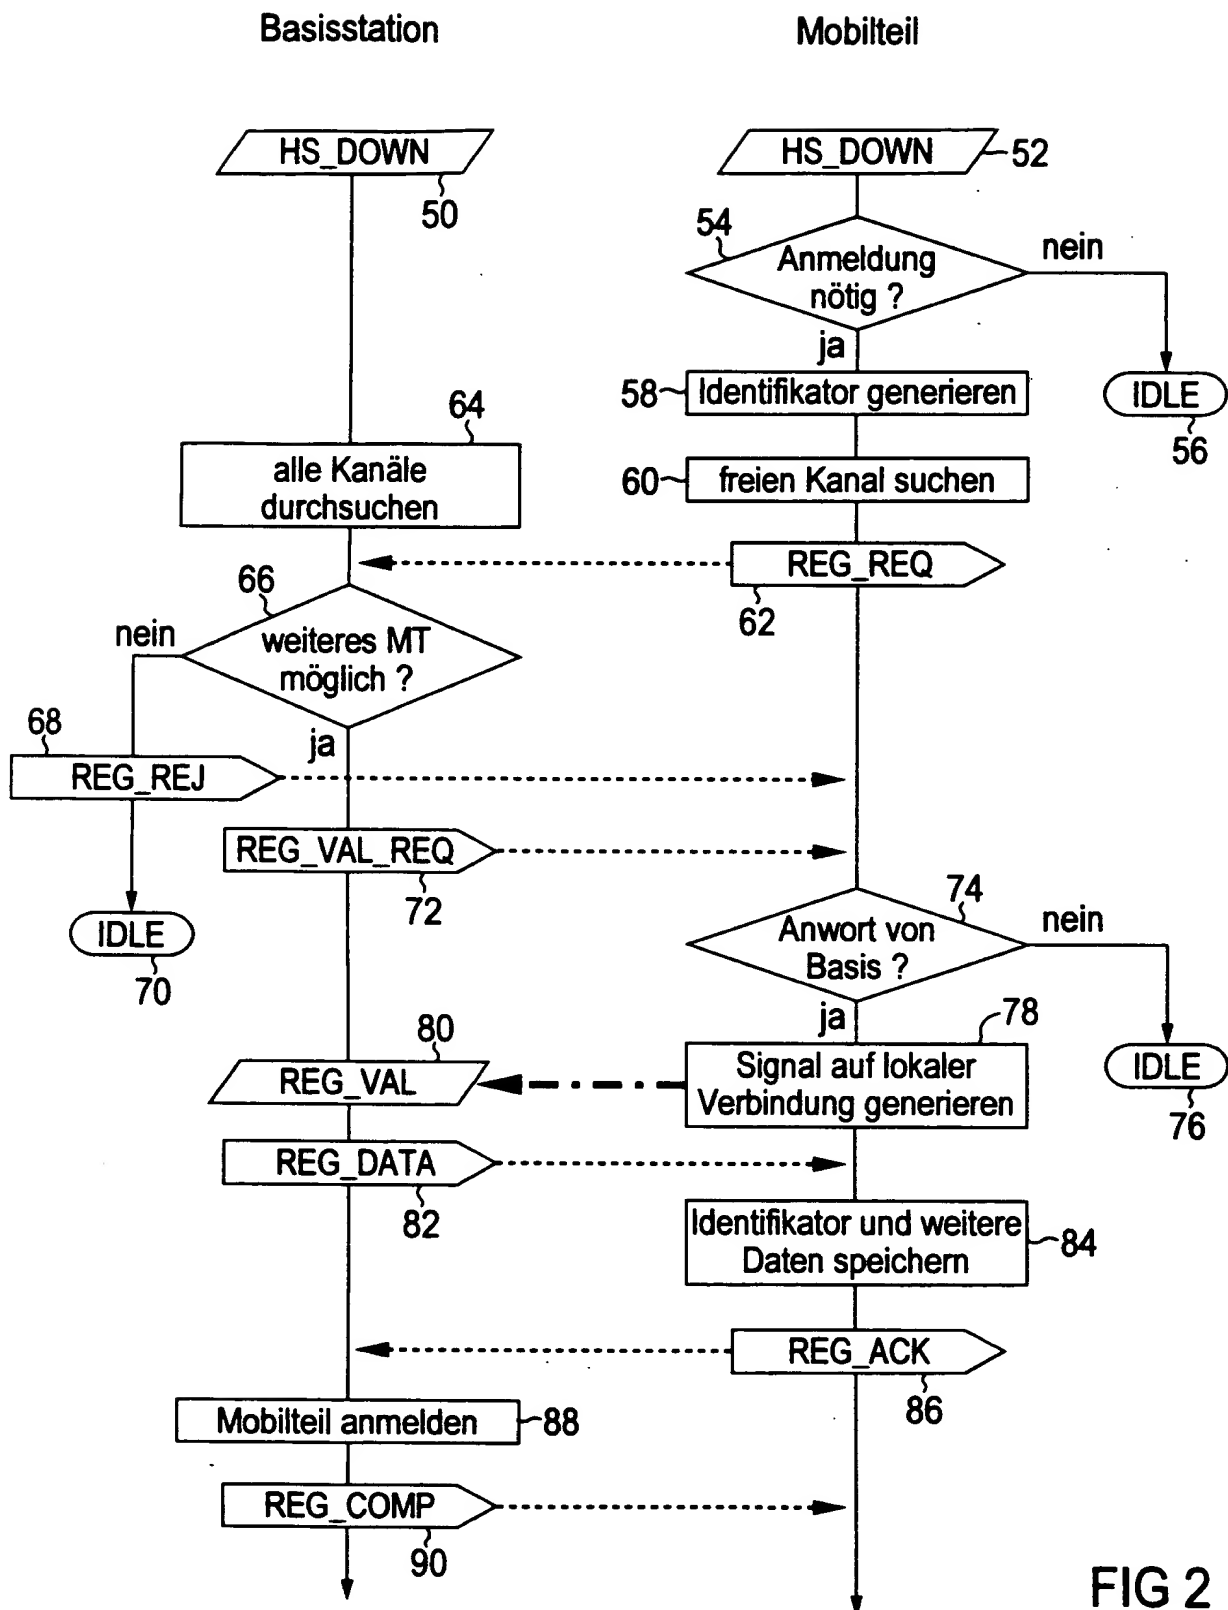 Basisstation
Mobilteil
HS_DOWN
50
HS_DOWN
52
54
Anmeldung
nötig ?
nein
ja
58
Identifikator generieren
IDLE
56
64
alle Kanäle
durchsuchen
60
freien Kanal suchen
REG_REQ
62
66
nein
weiteres MT
möglich ?
ja
68
REG_REJ
REG_VAL_REQ
72
IDLE
70
74
Anwort von
Basis ?
nein
ja
78
80
REG_VAL
Signal auf lokaler
Verbindung generieren
IDLE
76
REG_DATA
82
Identifikator und weitere
Daten speichern
84
REG_ACK
86
Mobilteil anmelden
88
REG_COMP
90
FIG 2